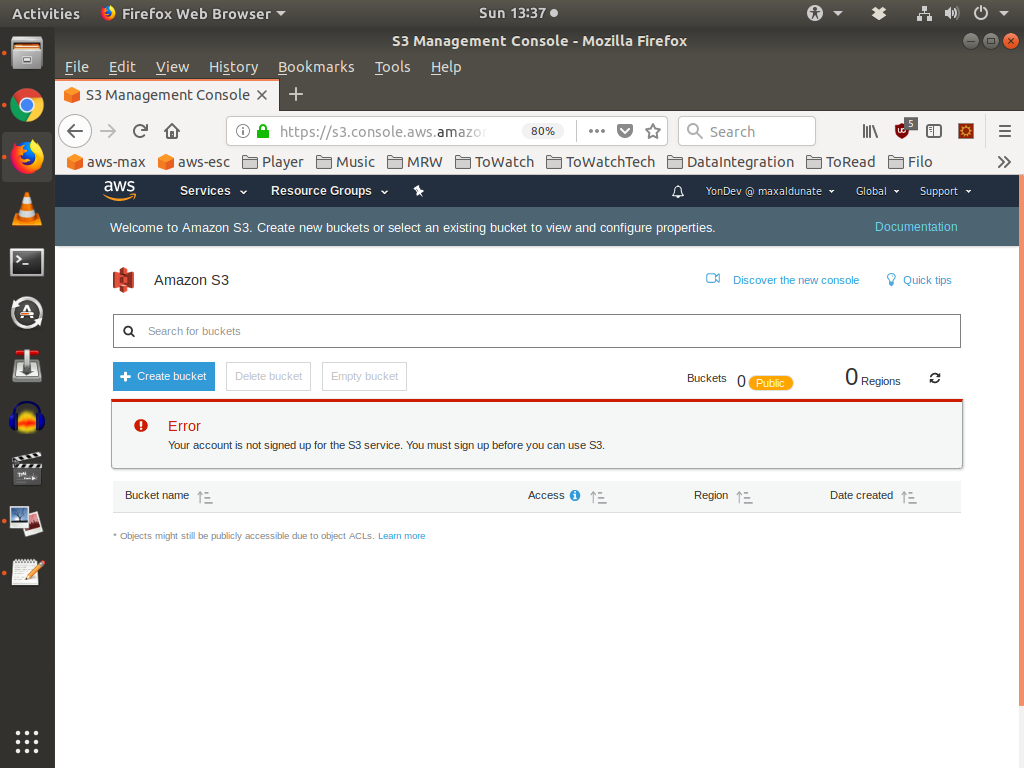 Activities Firefox Web Browser Sun 13:37
S3 Management Console - Mozilla Firefox
File Edit View History Bookmarks Tools Help
S3 Management Console
https://s3.console.aws.amazo 80% Search 5
aws-max aws-esc Player Music MRW ToWatch ToWatchTech DataIntegration ToRead Filo
aws Services Resource Groups YonDev @ maxaldunate Global Support
Welcome to Amazon S3. Create new buckets or select an existing bucket to view and configure properties. Documentation
Amazon S3 Discover the new console Quick tips
Search for buckets
Create bucket Delete bucket Empty bucket Buckets 0 Public 0 Regions
Error
Your account is not signed up for the S3 service. You must sign up before you can use S3.
Bucket name Access Region Date created
* Objects might still be publicly accessible due to object ACLs. Learn more